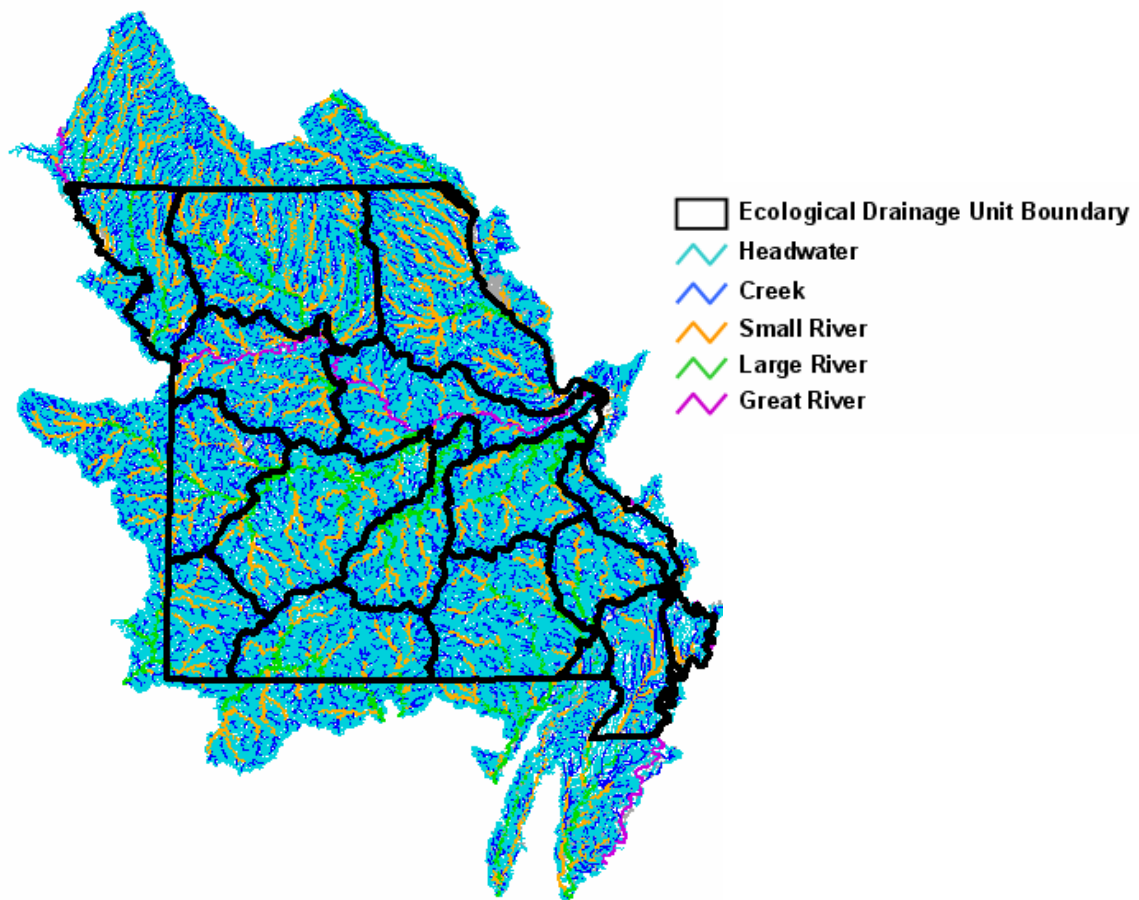 Ecological Drainage Unit Boundary
Headwater
Creek
Small River
Large River
Great River